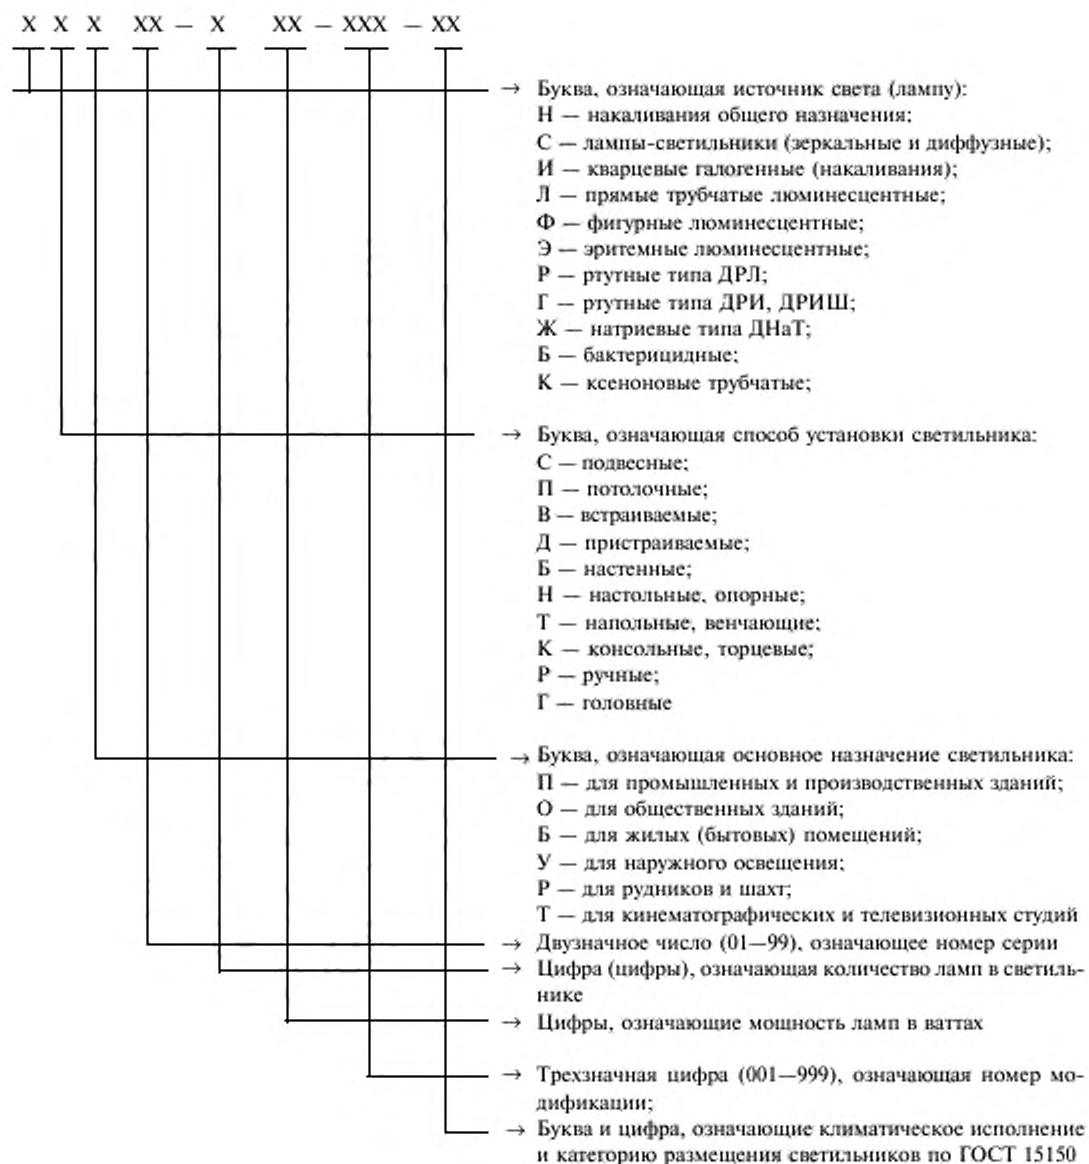 Х Х Х ХХ — Х ХХ — ХХХ — ХХ
→ Буква, означающая источник света (лампу):
Н — накаливания общего назначения;
С — лампы-светильники (зеркальные и диффузные);
И — кварцевые галогенные (накаливания);
Л — прямые трубчатые люминесцентные;
Ф — фигурные люминесцентные;
Э — эритемные люминесцентные;
Р — ртутные типа ДРЛ;
Г — ртутные типа ДРИ, ДРИШ;
Ж — натриевые типа ДНаТ;
Б — бактерицидные;
К — ксеноновые трубчатые;
→ Буква, означающая способ установки светильника:
С — подвесные;
П — потолочные;
В — встраиваемые;
Д — пристраиваемые;
Б — настенные;
Н — настольные, опорные;
Т — напольные, венчающие;
К — консольные, торцевые;
Р — ручные;
Г — головные
→ Буква, означающая основное назначение светильника:
П — для промышленных и производственных зданий;
О — для общественных зданий;
Б — для жилых (бытовых) помещений;
У — для наружного освещения;
Р — для рудников и шахт;
Т — для кинематографических и телевизионных студий
→ Двузначное число (01—99), означающее номер серии
→ Цифра (цифры), означающая количество ламп в светиль-
нике
→ Цифры, означающие мощность ламп в ваттах
→ Трехзначная цифра (001—999), означающая номер мо-
дификации;
→ Буква и цифра, означающие климатическое исполнение
и категорию размещения светильников по ГОСТ 15150